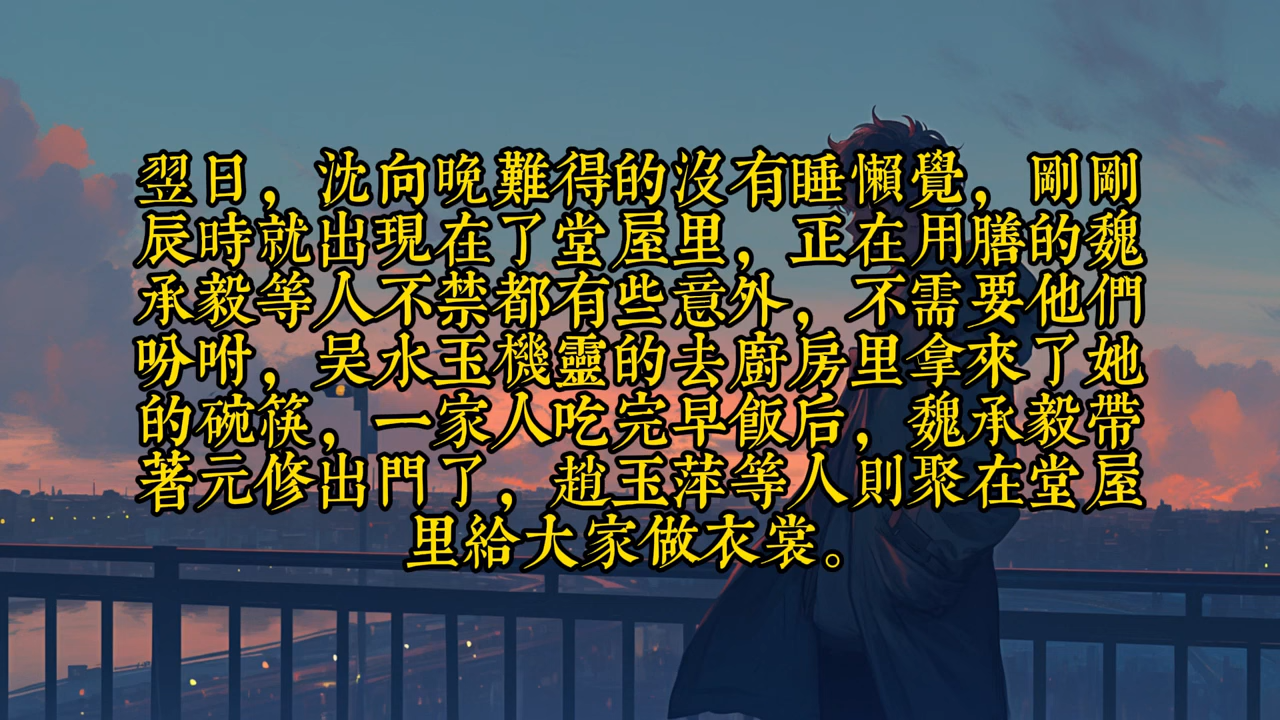 翌日，沈向晚難得的沒有睡懶覺，剛剛
辰時就出現在了堂屋里，正在用膳的魏
承毅等人不禁都有些意外，不需要他們
吩咐，吴水玉機靈的去廚房里拿來了她
的碗筷，一家人吃完早飯后，魏承毅帶
著元修出門了，趙玉萍等人則聚在堂屋
里給大家做衣裳。